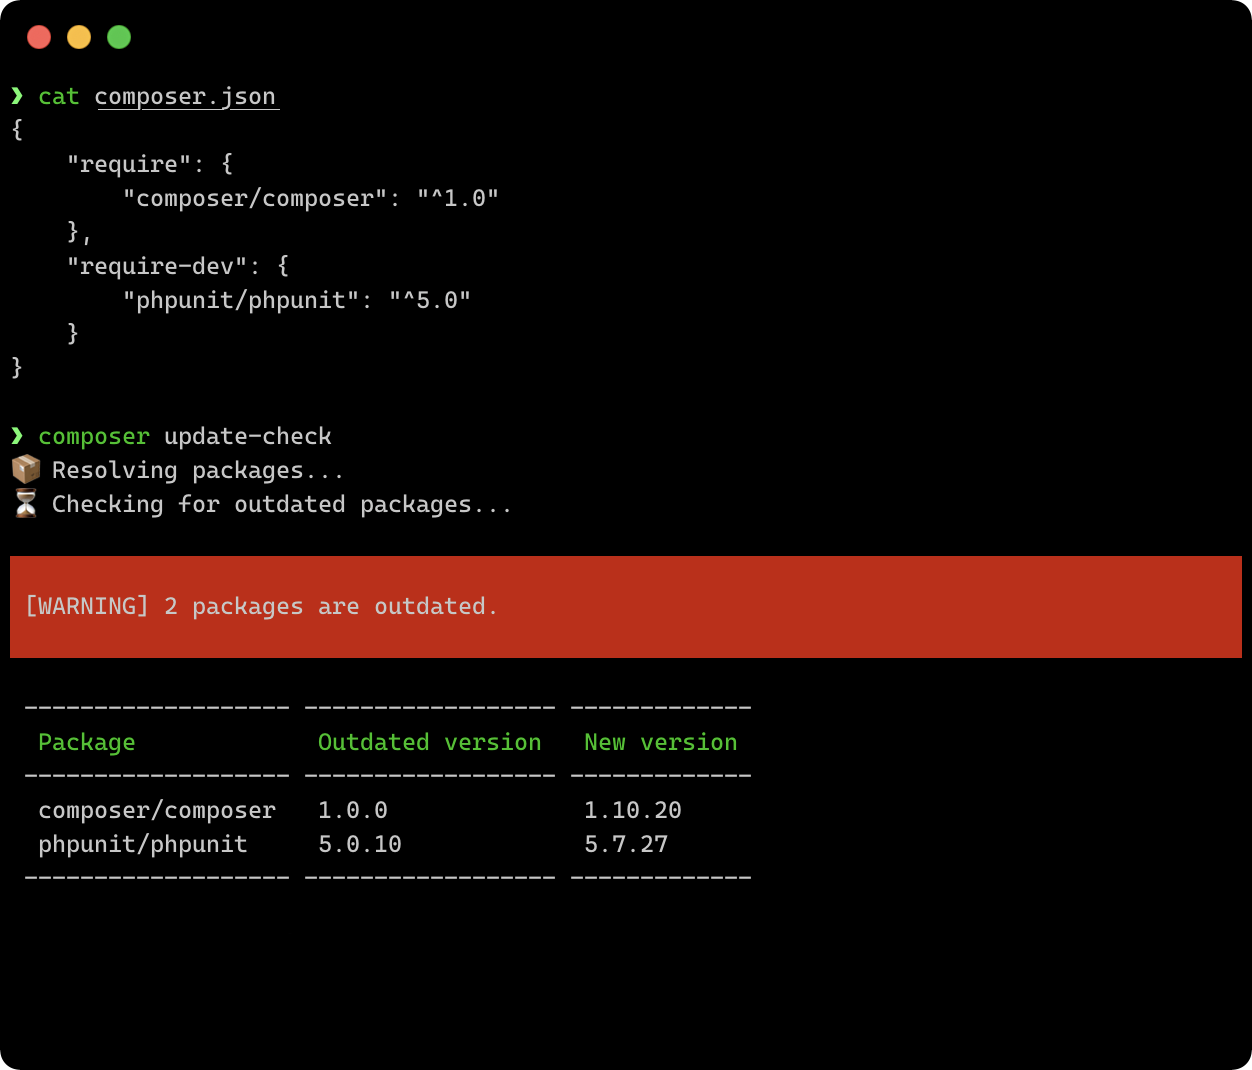 ❯ cat composer.json
{
    "require": {
        "composer/composer": "^1.0"
    },
    "require-dev": {
        "phpunit/phpunit": "^5.0"
    }
}
❯ composer update-check
📦 Resolving packages...
⏳ Checking for outdated packages...
[WARNING] 2 packages are outdated.
------------------- ------------------ -------------
 Package             Outdated version   New version
------------------- ------------------ -------------
 composer/composer   1.0.0              1.10.20
 phpunit/phpunit     5.0.10             5.7.27
------------------- ------------------ -------------